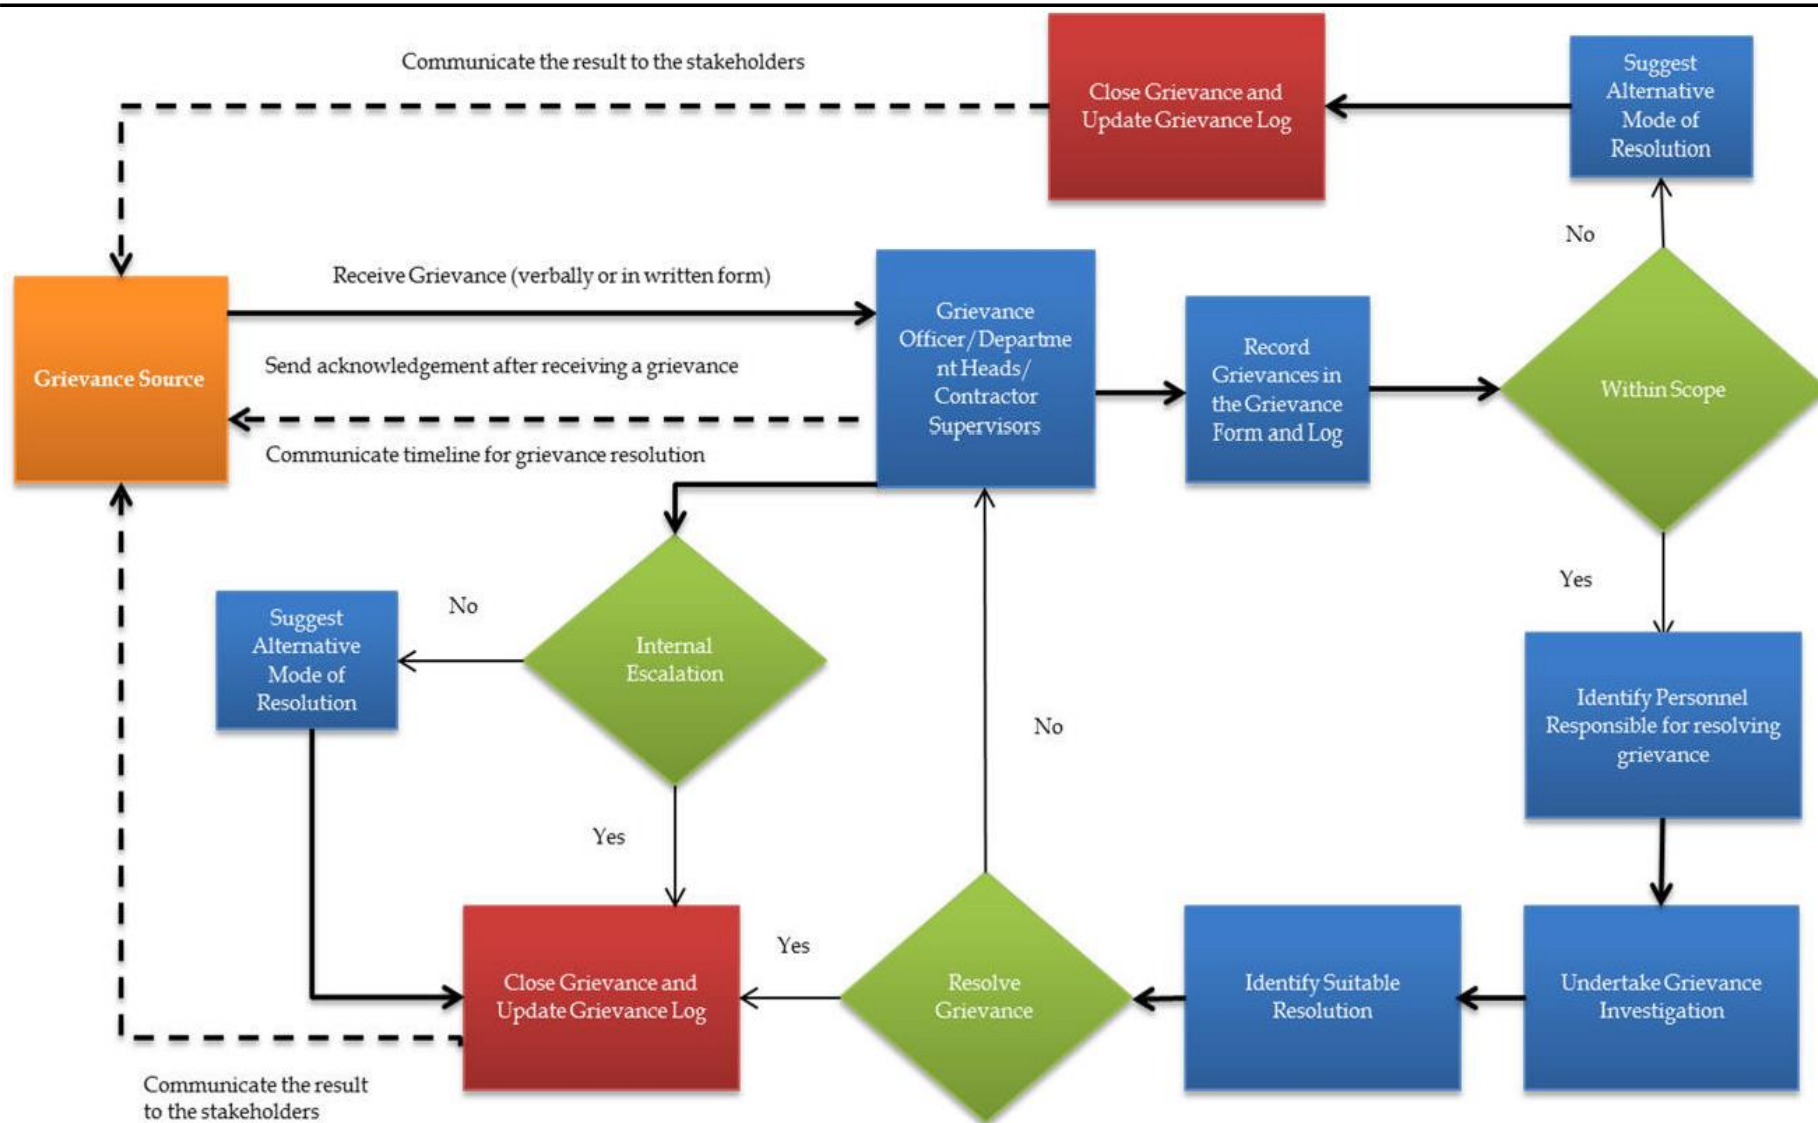 Communicate the result to the stakeholders
Close Grievance and
Update Grievance Log
Suggest
Alternative
Mode of
Resolution
No
Receive Grievance (verbally or in written form)
Grievance Source
Send acknowledgement after receiving a grievance
Communicate timeline for grievance resolution
Grievance
Officer/Departme
nt Heads/
Contractor
Supervisors
Record
Grievances in
the Grievance
Form and Log
Within Scope
Yes
Suggest
Alternative
Mode of
Resolution
No
Internal
Escalation
No
Identify Personnel
Responsible for resolving
grievance
Yes
Close Grievance and
Update Grievance Log
Yes
Resolve
Grievance
Identify Suitable
Resolution
Undertake Grievance
Investigation
Communicate the result
to the stakeholders